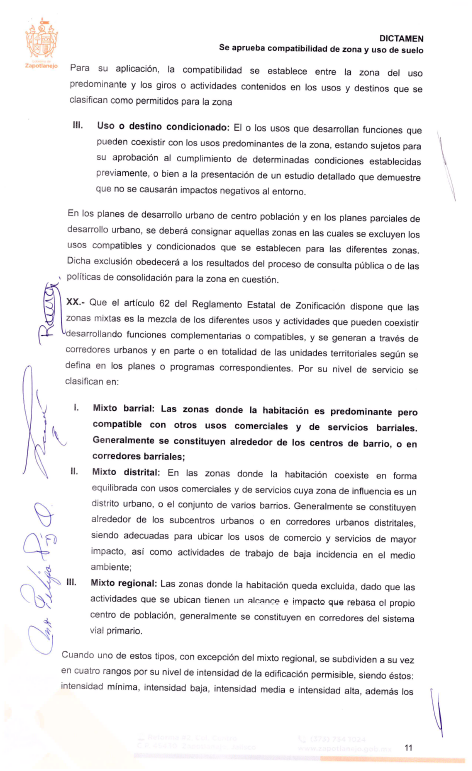 Zapotlanejo
DICTAMEN
Se aprueba compatibilidad de zona y uso de suelo
Para su aplicación, la compatibilidad se establece entre la zona del uso
predominante y los giros o actividades contenidos en los usos y destinos que se
clasifican como permitidos para la zona
III. Uso o destino condicionado: El o los usos que desarrollan funciones que
pueden coexistir con los usos predominantes de la zona, estando sujetos para
su aprobación al cumplimiento de determinadas condiciones establecidas
previamente, o bien a la presentación de un estudio detallado que demuestre
que no se causarán impactos negativos al entorno.
En los planes de desarrollo urbano de centro población y en los planes parciales de
desarrollo urbano, se deberá consignar aquellas zonas en las cuales se excluyen los
usos compatibles y condicionados que se establecen para las diferentes zonas.
Dicha exclusión obedecerá a los resultados del proceso de consulta pública o de las
políticas de consolidación para la zona en cuestión.
XX.- Que el artículo 62 del Reglamento Estatal de Zonificación dispone que las
zonas mixtas es la mezcla de los diferentes usos y actividades que pueden coexistir
desarrollando funciones complementarias o compatibles, y se generan a través de
corredores urbanos y en parte o en totalidad de las unidades territoriales según se
defina en los planes o programas correspondientes. Por su nivel de servicio se
clasifican en:
I. Mixto barrial: Las zonas donde la habitación es predominante pero
compatible con otros usos comerciales y de servicios barriales.
Generalmente se constituyen alrededor de los centros de barrio, o en
corredores barriales;
II. Mixto distrital: En las zonas donde la habitación coexiste en forma
equilibrada con usos comerciales y de servicios cuya zona de influencia es un
distrito urbano, o el conjunto de varios barrios. Generalmente se constituyen
alrededor de los subcentros urbanos o en corredores urbanos distritales,
siendo adecuadas para ubicar los usos de comercio y servicios de mayor
impacto, así como actividades de trabajo de baja incidencia en el medio
ambiente;
III. Mixto regional: Las zonas donde la habitación queda excluida, dado que las
actividades que se ubican tienen un alcance e impacto que rebasa el propio
centro de población, generalmente se constituyen en corredores del sistema
vial primario.
Cuando uno de estos tipos, con excepción del mixto regional, se subdividen a su vez
en cuatro rangos por su nivel de intensidad de la edificación permisible, siendo éstos:
intensidad mínima, intensidad baja, intensidad media e intensidad alta, además los
11